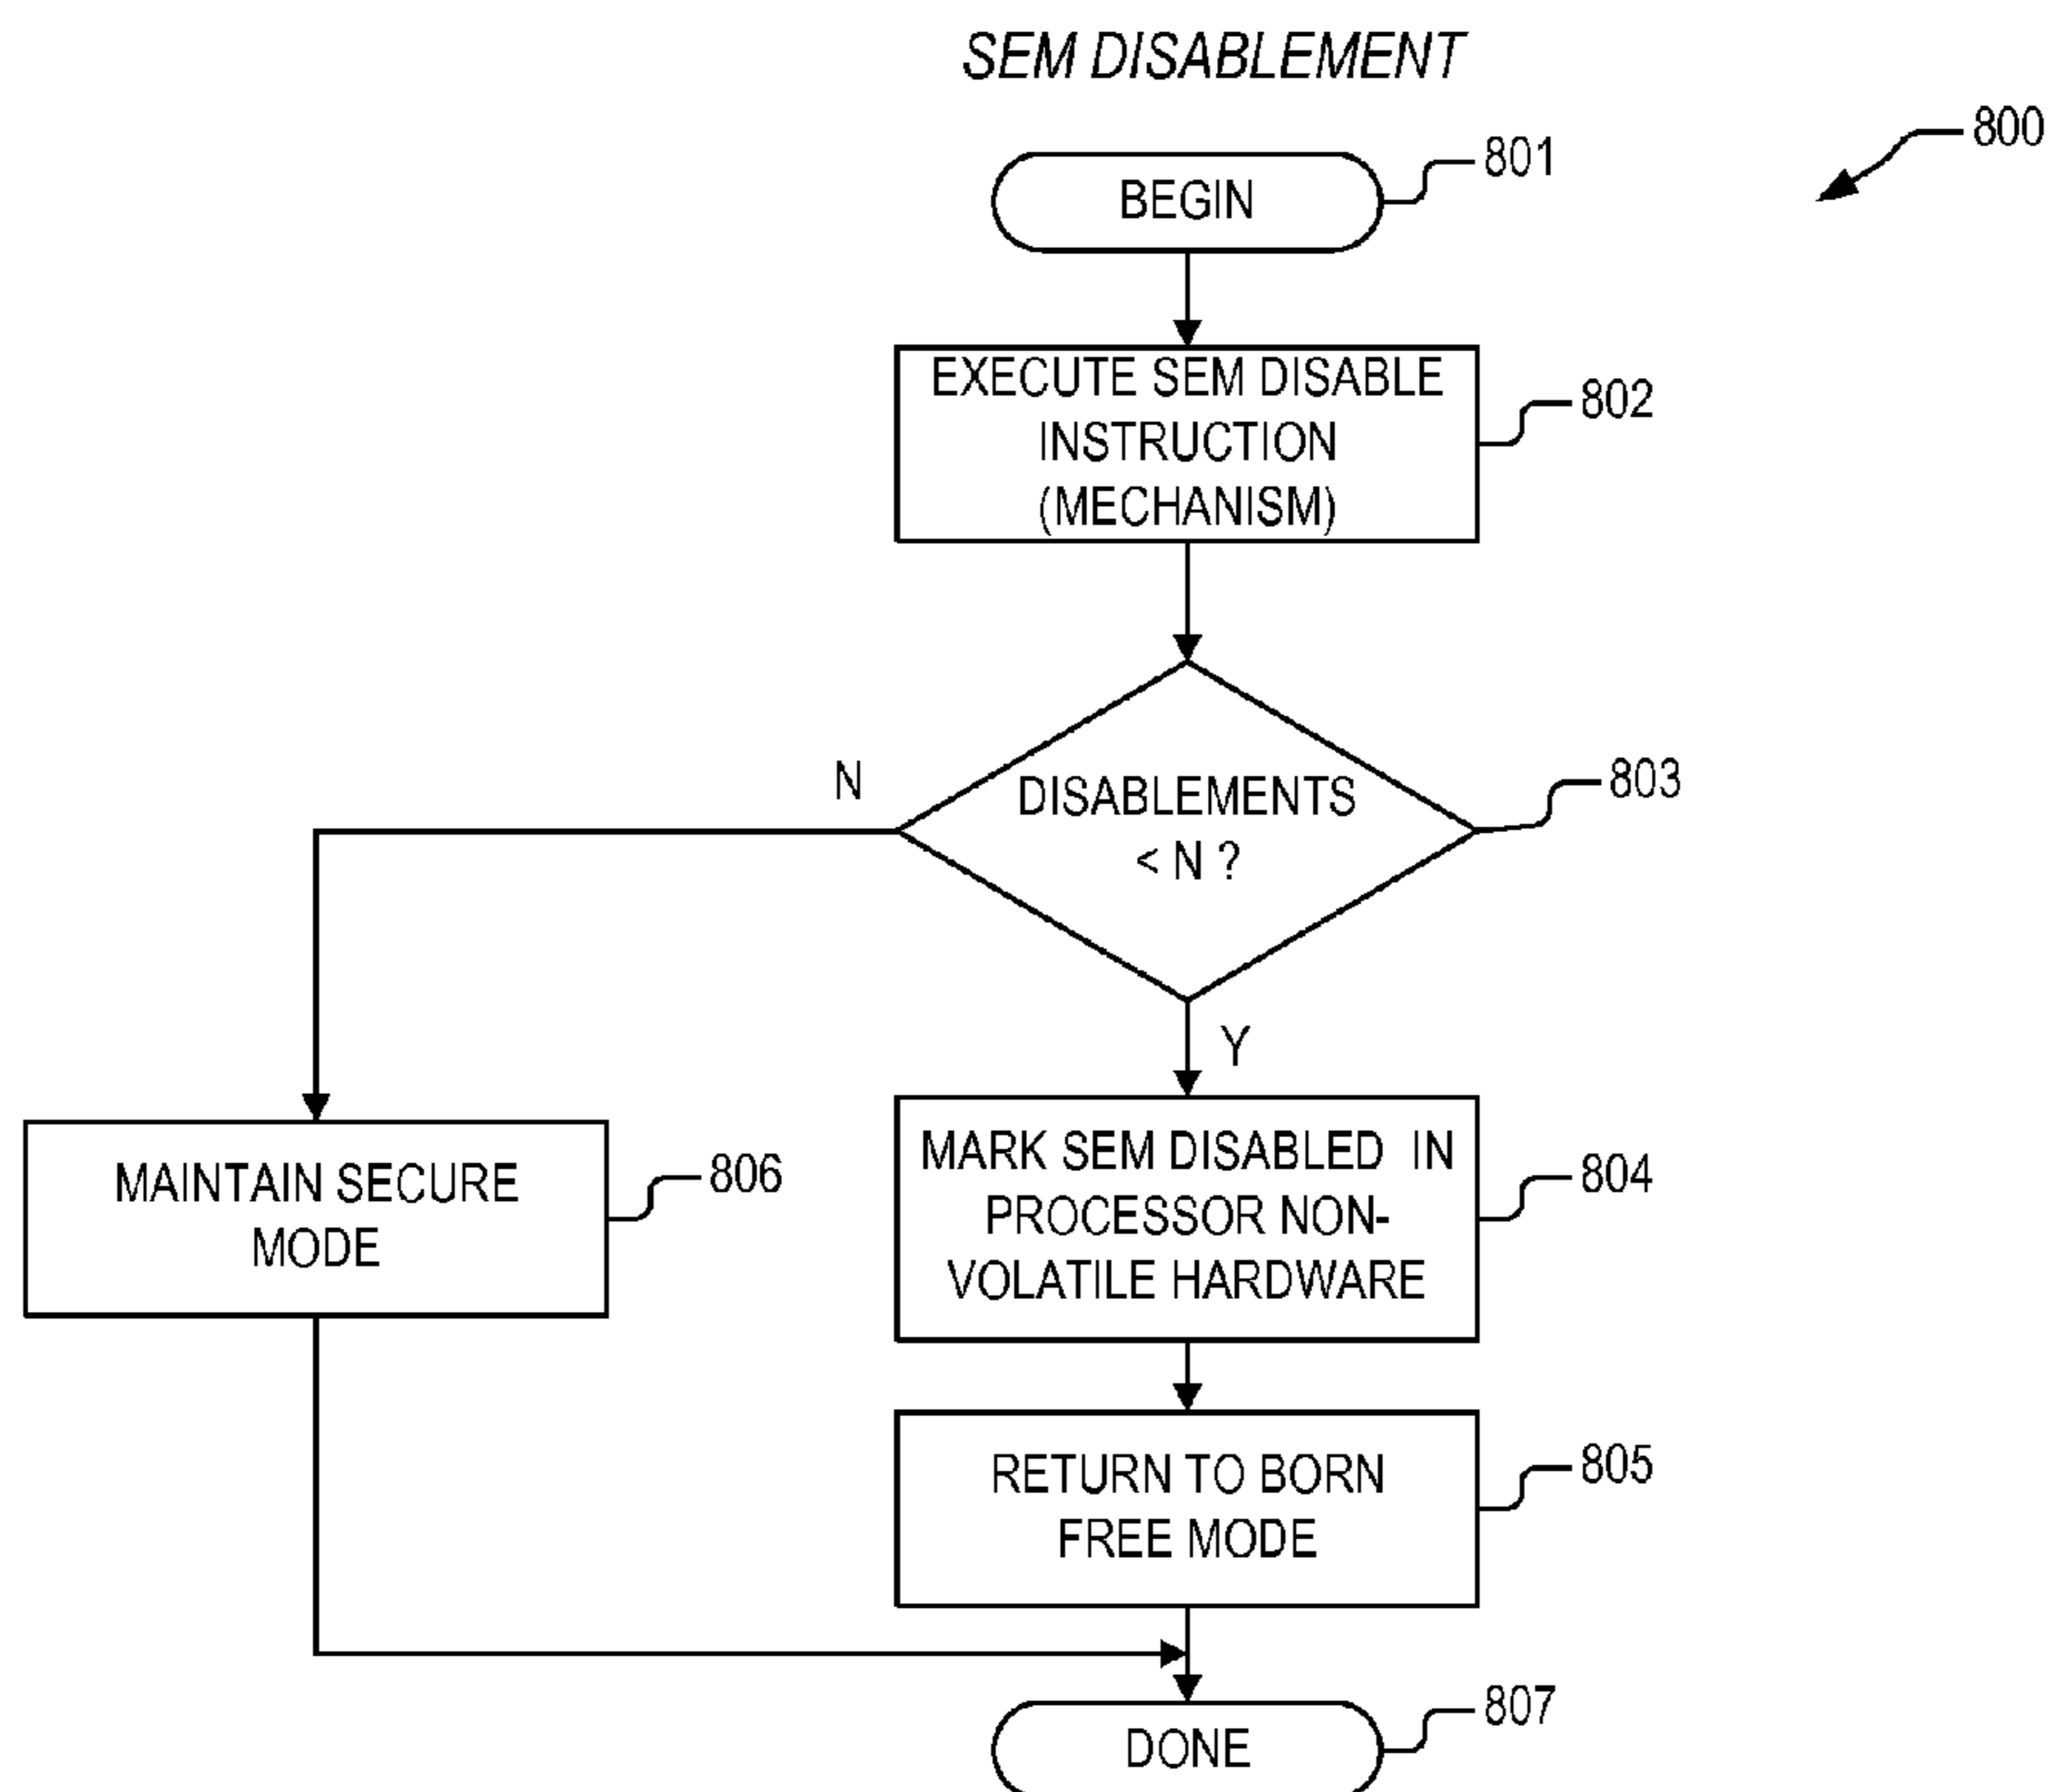 SEM DISABLEMENT
800
BEGIN
801
EXECUTE SEM DISABLE
INSTRUCTION
(MECHANISM)
802
DISABLEMENTS
< N ?
803
N
Y
MAINTAIN SECURE
MODE
806
MARK SEM DISABLED IN
PROCESSOR NON-
VOLATILE HARDWARE
804
RETURN TO BORN
FREE MODE
805
DONE
807